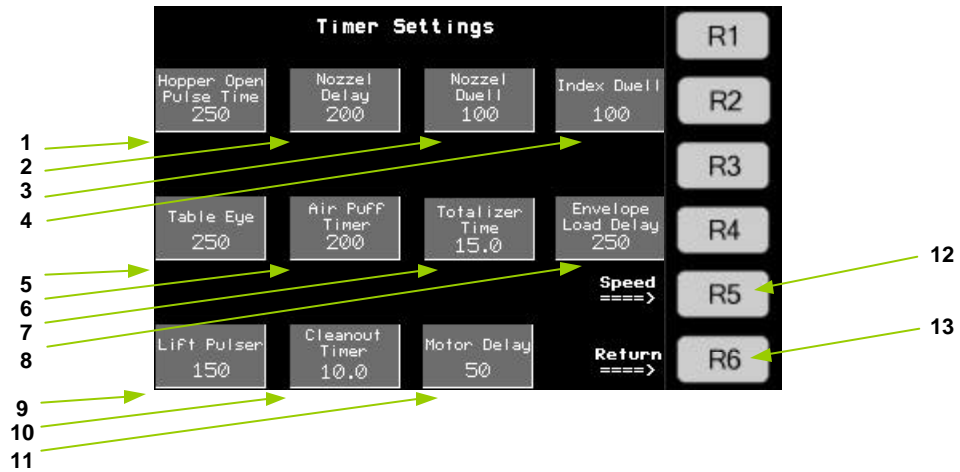 Timer Settings
R1
Hopper Open
Pulse Time
250
Nozzel
Delay
200
Nozzel
Dwell
100
Index Dwell
100
R2
1
2
3
4
R3
Table Eye
250
Air Puff
Timer
200
Totalizer
Time
15.0
Envelope
Load Delay
250
R4
12
5
6
7
8
Speed
====>
R5
13
Lift Pulser
150
Cleanout
Timer
10.0
Motor Delay
50
Return
====>
R6
9
10
11